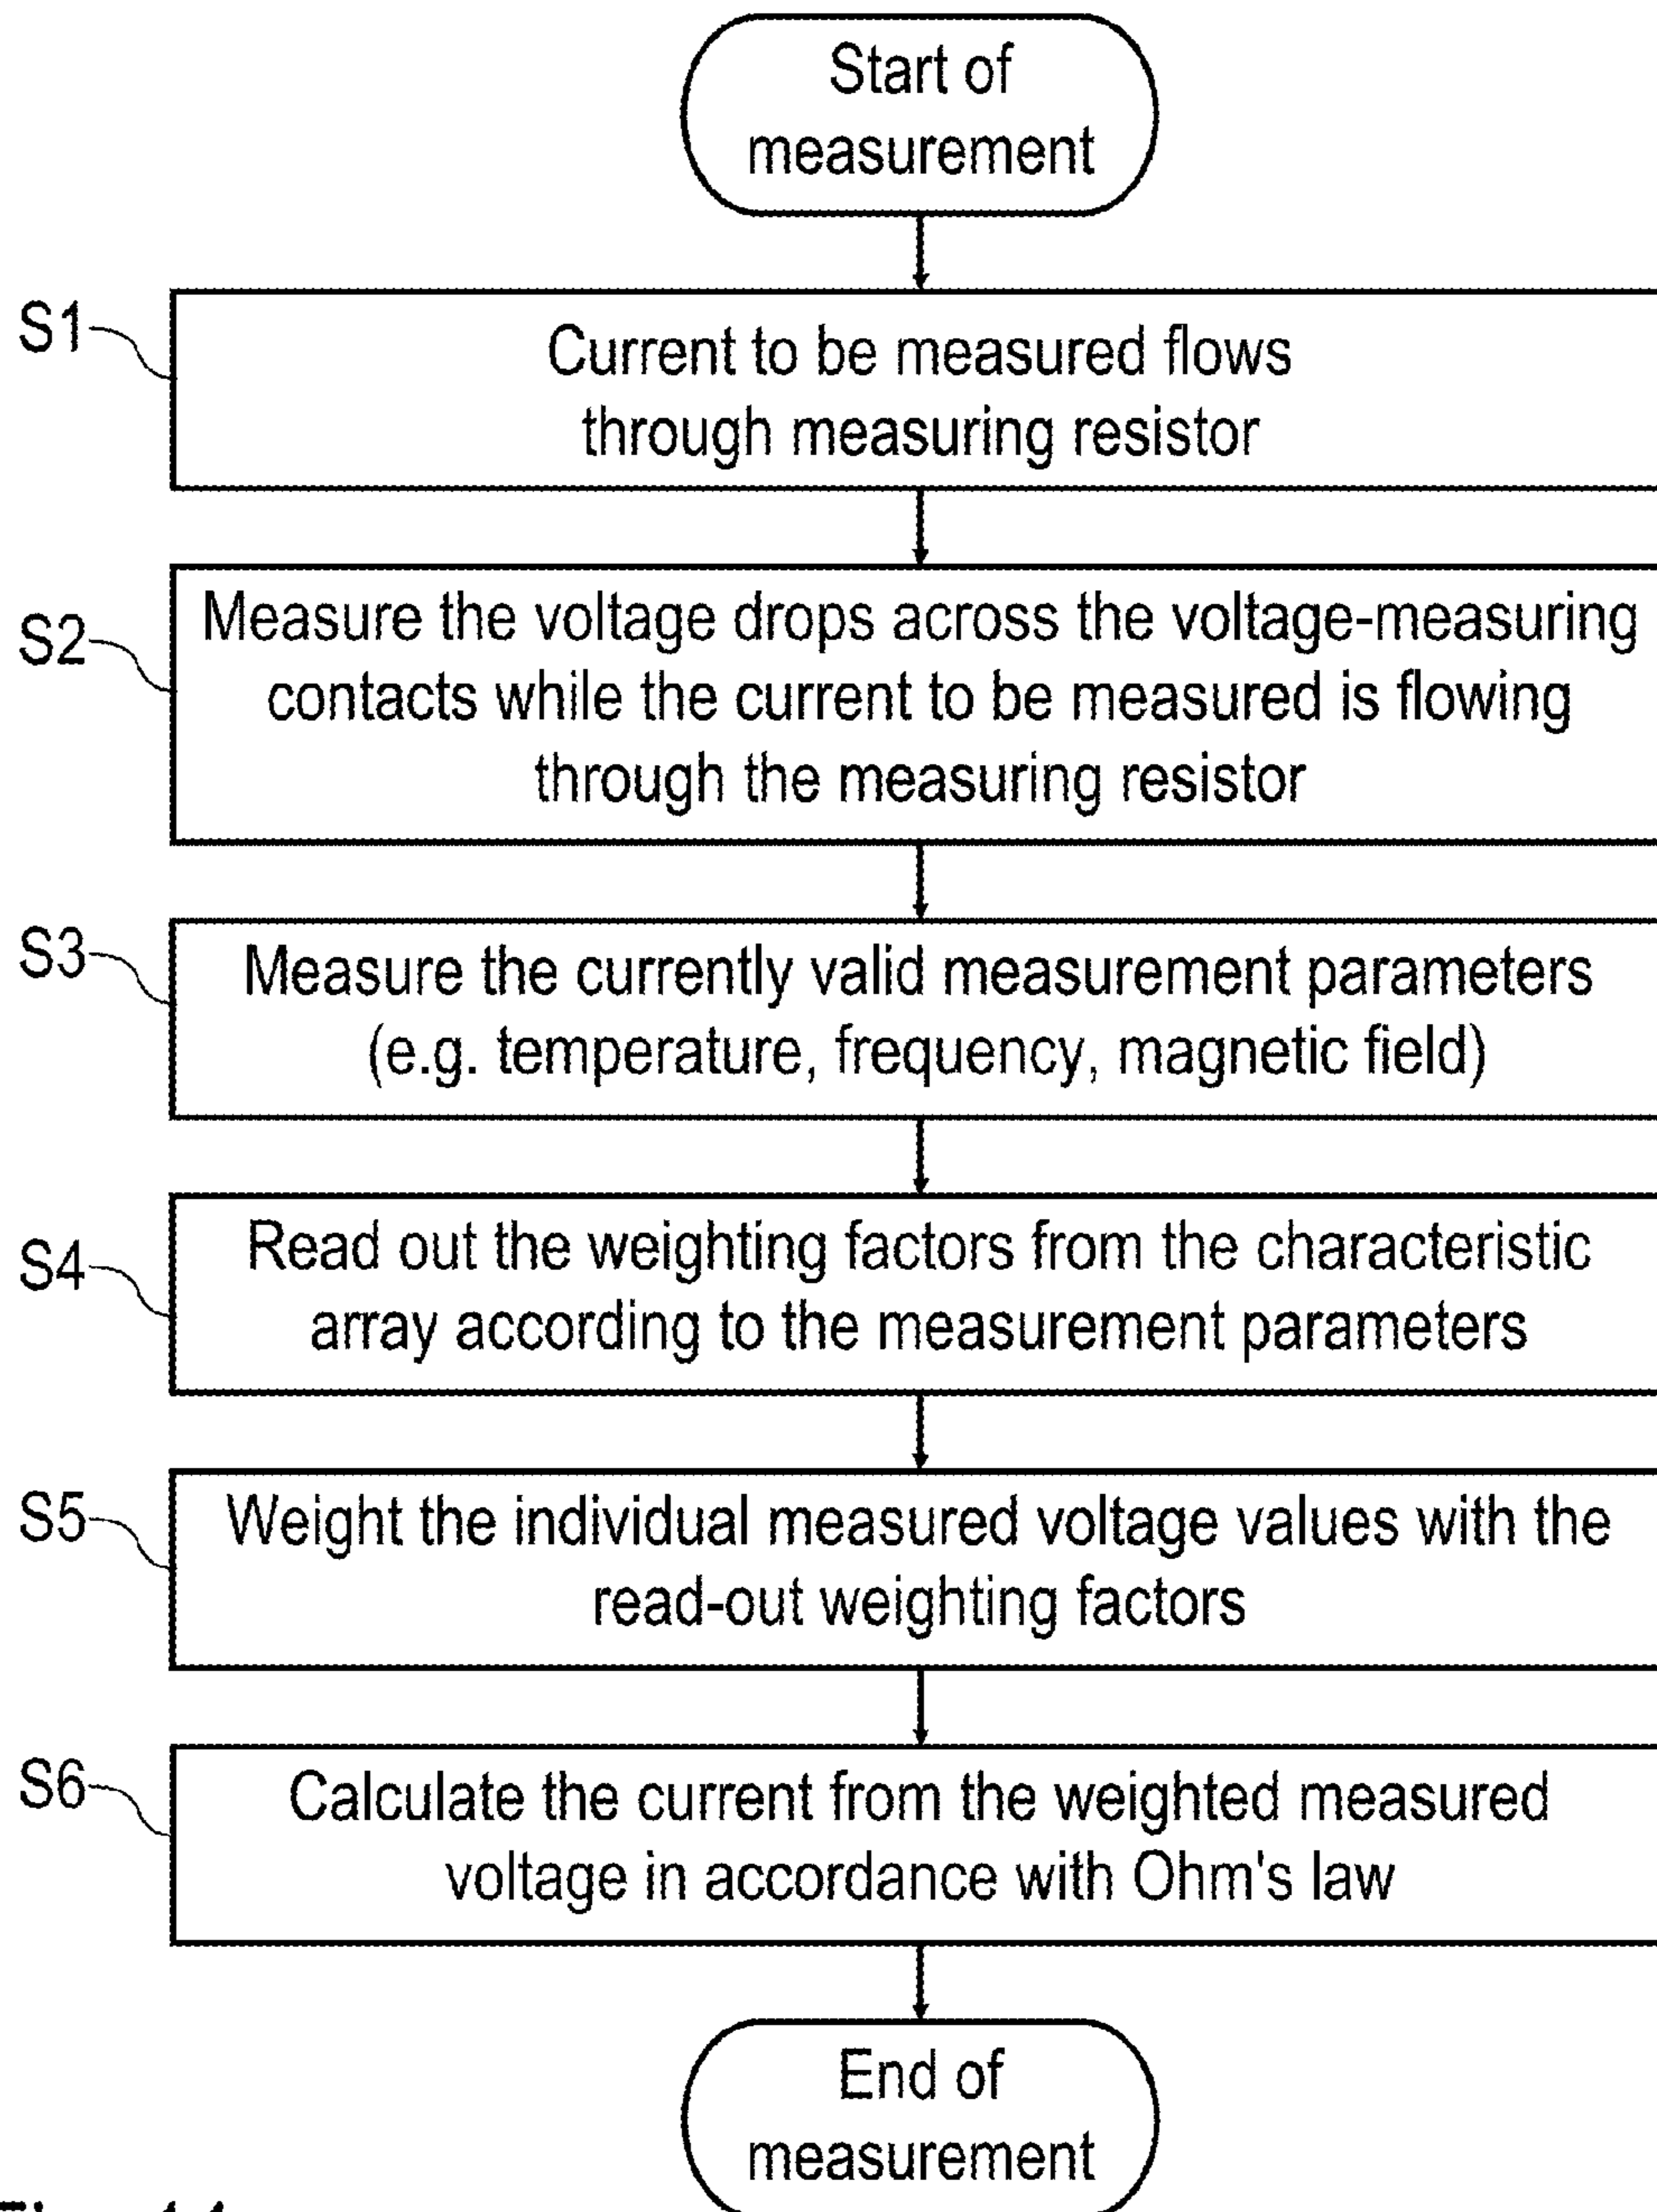 Start of
measurement
S1
Current to be measured flows
through measuring resistor
S2
Measure the voltage drops across the voltage-measuring
contacts while the current to be measured is flowing
through the measuring resistor
S3
Measure the currently valid measurement parameters
(e.g. temperature, frequency, magnetic field)
S4
Read out the weighting factors from the characteristic
array according to the measurement parameters
S5
Weight the individual measured voltage values with the
read-out weighting factors
S6
Calculate the current from the weighted measured
voltage in accordance with Ohm's law
End of
measurement